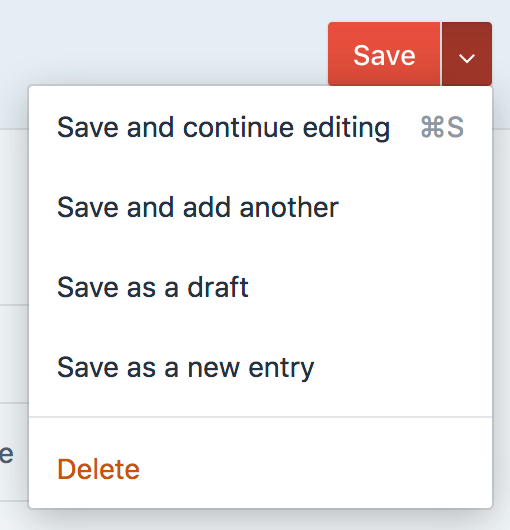 Save
Save and continue editing ⌘S
Save and add another
Save as a draft
Save as a new entry
e
Delete